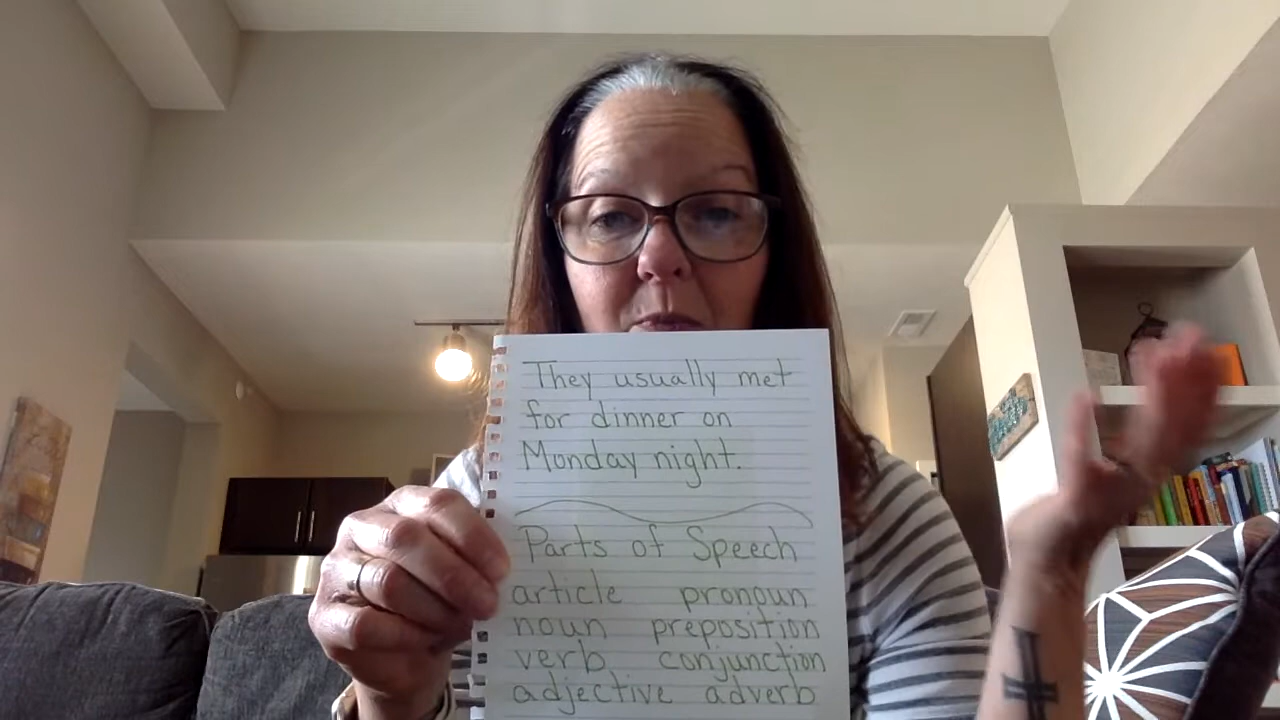 They usually met
for dinner on
Monday night.
Parts of Speech
article pronoun
noun preposition
verb conjunction
adjective adverb